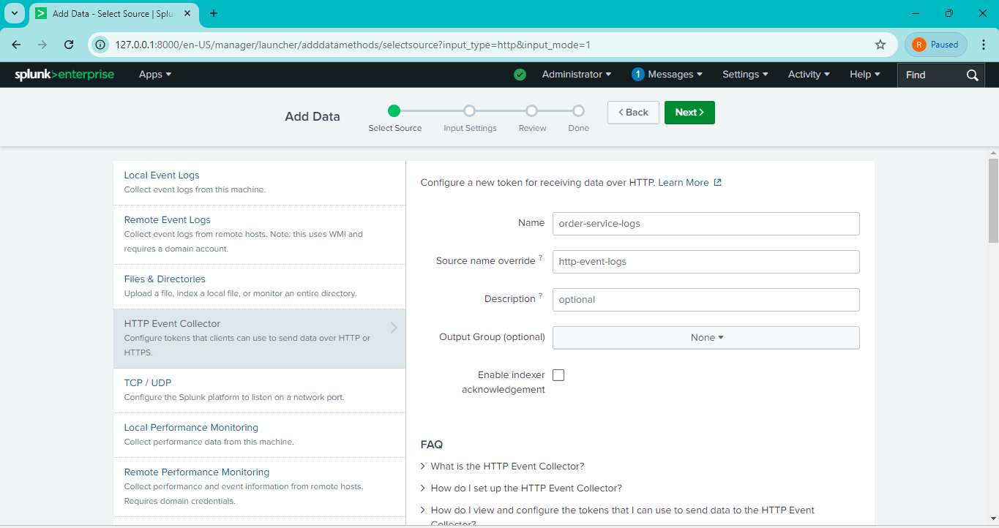 Add Data - Select Source | Splu
127.0.0.1:8000/en-US/manager/launcher/adddatamethods/selectsource?input_type=http&input_mode=1
R Paused
splunk>enterprise
Apps
Administrator
1 Messages
Settings
Activity
Help
Find
Add Data
Select Source
Input Settings
Review
Done
< Back
Next >
Local Event Logs
Collect event logs from this machine.
Remote Event Logs
Collect event logs from remote hosts. Note: this uses WMI and
requires a domain account.
Files & Directories
Upload a file, index a local file, or monitor an entire directory.
HTTP Event Collector
Configure tokens that clients can use to send data over HTTP or
HTTPS.
TCP / UDP
Configure the Splunk platform to listen on a network port.
Local Performance Monitoring
Collect performance data from this machine.
Remote Performance Monitoring
Collect performance and event information from remote hosts.
Requires domain credentials.
Configure a new token for receiving data over HTTP. Learn More
Name
order-service-logs
Source name override ?
http-event-logs
Description ?
optional
Output Group (optional)
None
Enable indexer
acknowledgement
FAQ
> What is the HTTP Event Collector?
> How do I set up the HTTP Event Collector?
> How do I view and configure the tokens that I can use to send data to the HTTP Event
Collector?